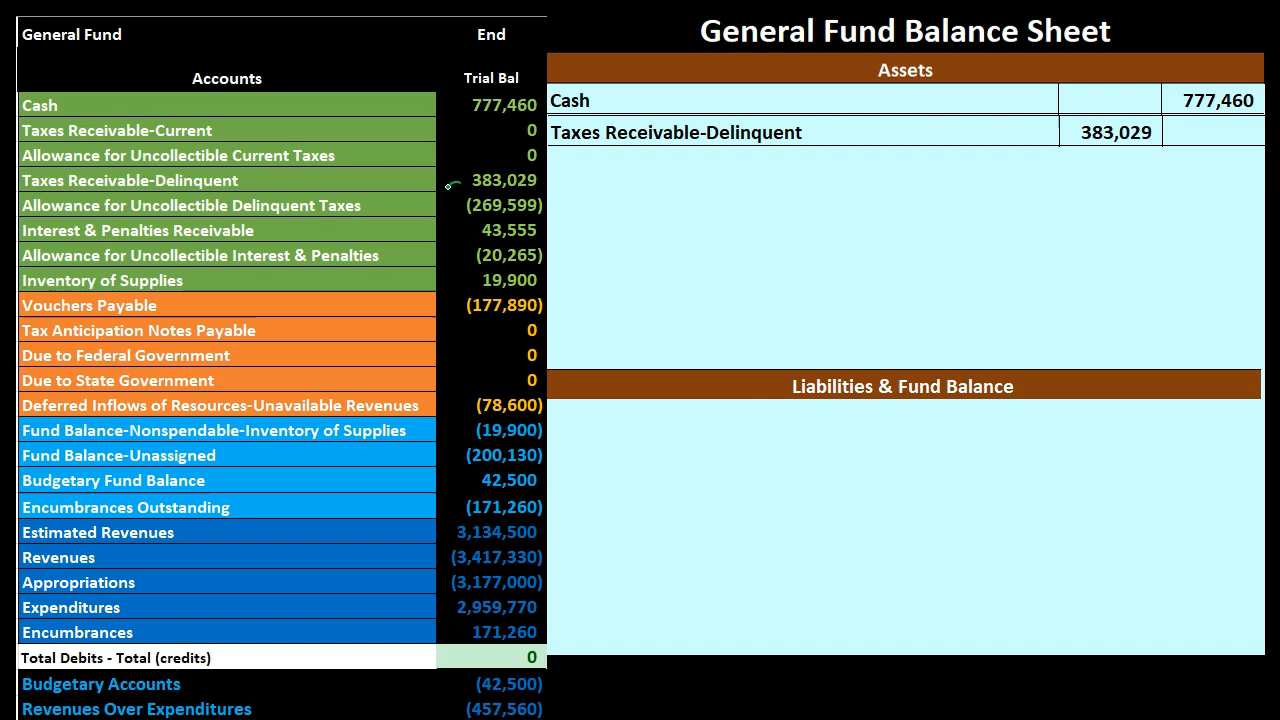 General Fund End
Accounts Trial Bal
Cash 777,460
Taxes Receivable-Current 0
Allowance for Uncollectible Current Taxes 0
Taxes Receivable-Delinquent 383,029
Allowance for Uncollectible Delinquent Taxes (269,599)
Interest & Penalties Receivable 43,555
Allowance for Uncollectible Interest & Penalties (20,265)
Inventory of Supplies 19,900
Vouchers Payable (177,890)
Tax Anticipation Notes Payable 0
Due to Federal Government 0
Due to State Government 0
Deferred Inflows of Resources-Unavailable Revenues (78,600)
Fund Balance-Nonspendable-Inventory of Supplies (19,900)
Fund Balance-Unassigned (200,130)
Budgetary Fund Balance 42,500
Encumbrances Outstanding (171,260)
Estimated Revenues 3,134,500
Revenues (3,417,330)
Appropriations (3,177,000)
Expenditures 2,959,770
Encumbrances 171,260
Total Debits - Total (credits) 0
Budgetary Accounts (42,500)
Revenues Over Expenditures (457,560)
General Fund Balance Sheet
Assets
Cash 777,460
Taxes Receivable-Delinquent 383,029
Liabilities & Fund Balance